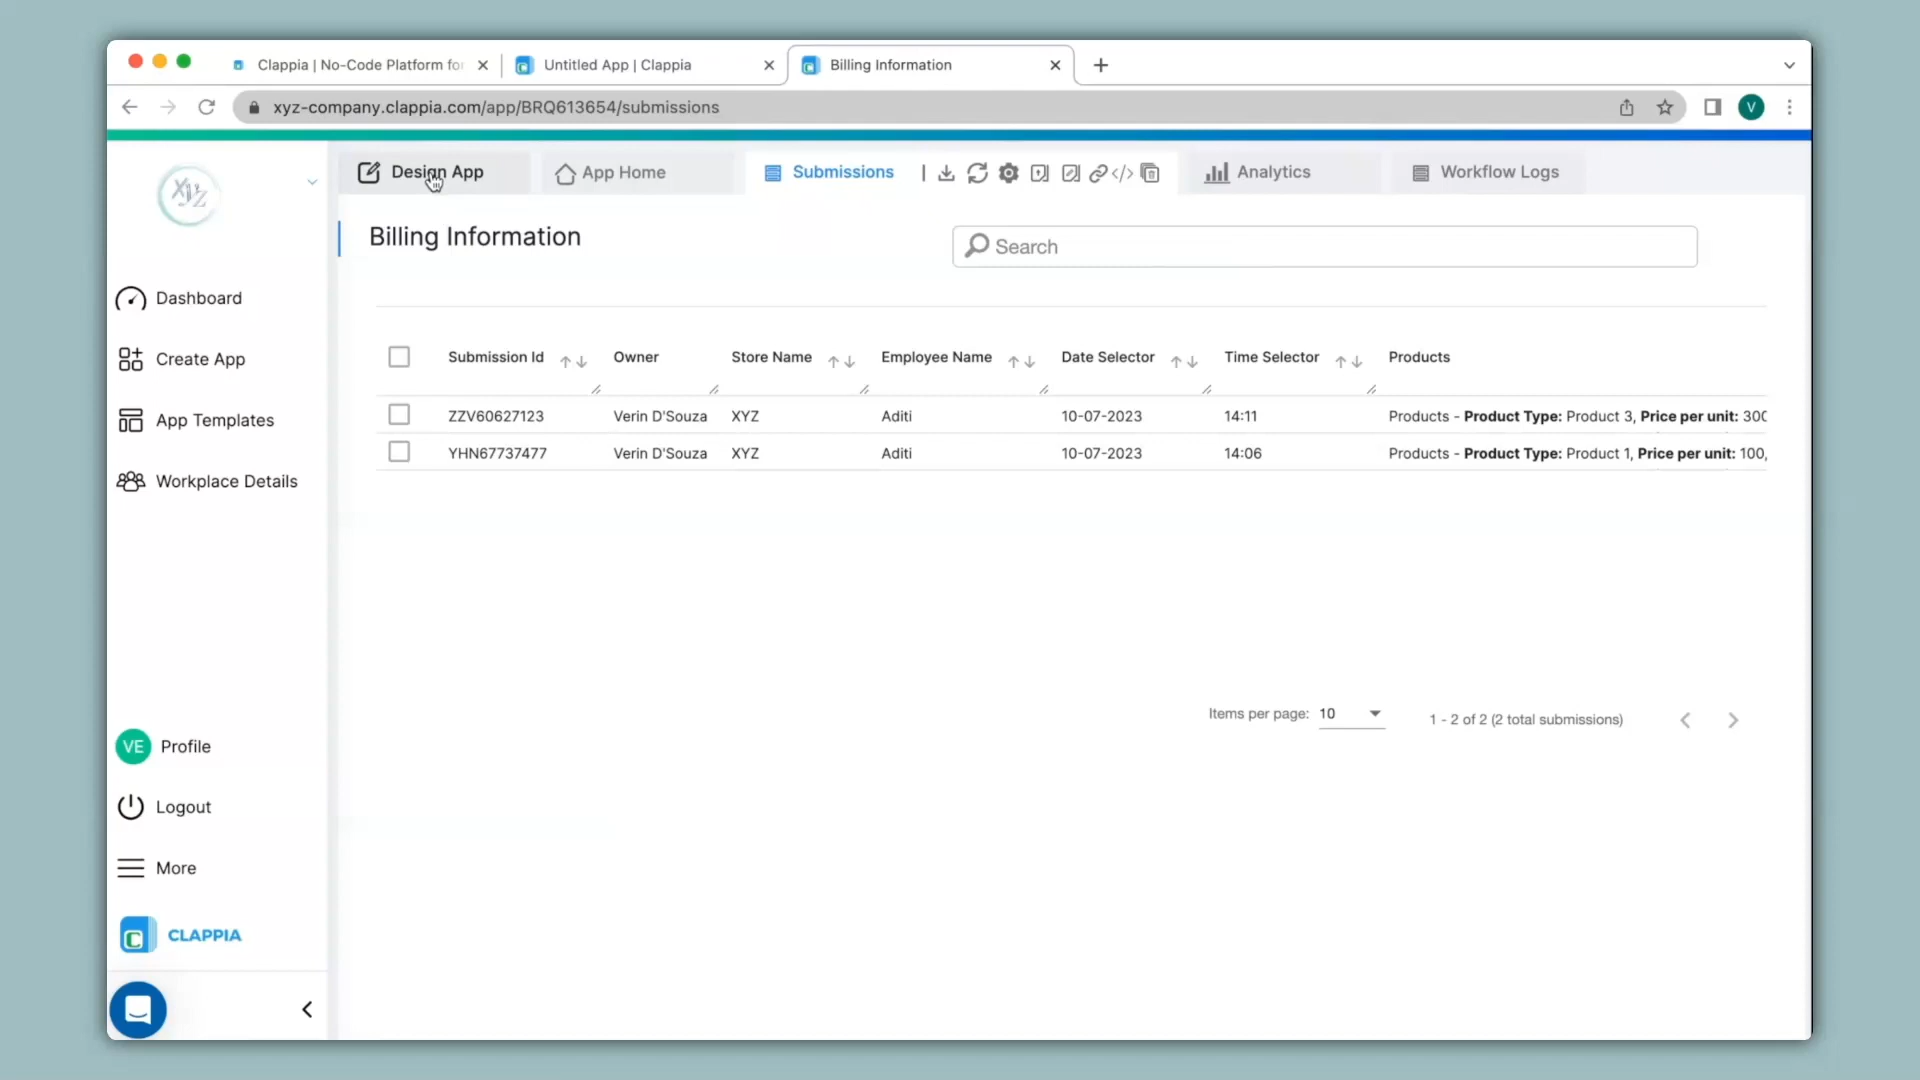 Clappia | No-Code Platform fo
Untitled App | Clappia
Billing Information
xyz-company.clappia.com/app/BRQ613654/submissions
V
XYZ
Design App
App Home
Submissions
Analytics
Workflow Logs
Billing Information
Search
Dashboard
Create App
App Templates
Workplace Details
Submission Id Owner Store Name Employee Name Date Selector Time Selector Products
ZZV60627123 Verin D'Souza XYZ Aditi 10-07-2023 14:11 Products - Product Type: Product 3, Price per unit: 300
YHN67737477 Verin D'Souza XYZ Aditi 10-07-2023 14:06 Products - Product Type: Product 1, Price per unit: 100,
Items per page: 10 1 - 2 of 2 (2 total submissions)
VE Profile
Logout
More
C CLAPPIA